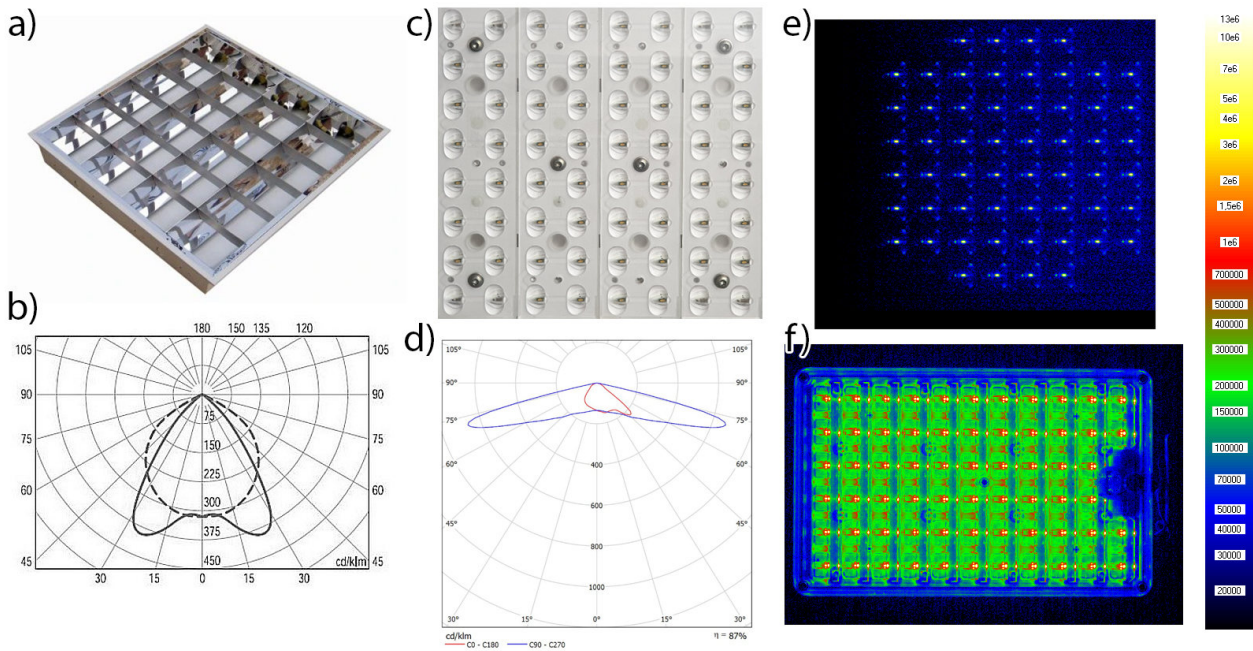 a)
b)
180 150 135 120
105 105
90 90
75 75
60 60
45 45
75
150
225
300
375
450
cd/klm
30 15 0 15 30
c)
d)
105° 105°
90° 90°
75° 75°
60° 60°
45° 45°
400
600
800
1000
30° 15° 0° 15° 30°
cd/klm η = 87%
C0 - C180 C90 - C270
e)
f)
13e6
10e6
7e6
5e6
4e6
3e6
2e6
1,5e6
1e6
700000
500000
400000
300000
200000
150000
100000
70000
50000
40000
30000
20000